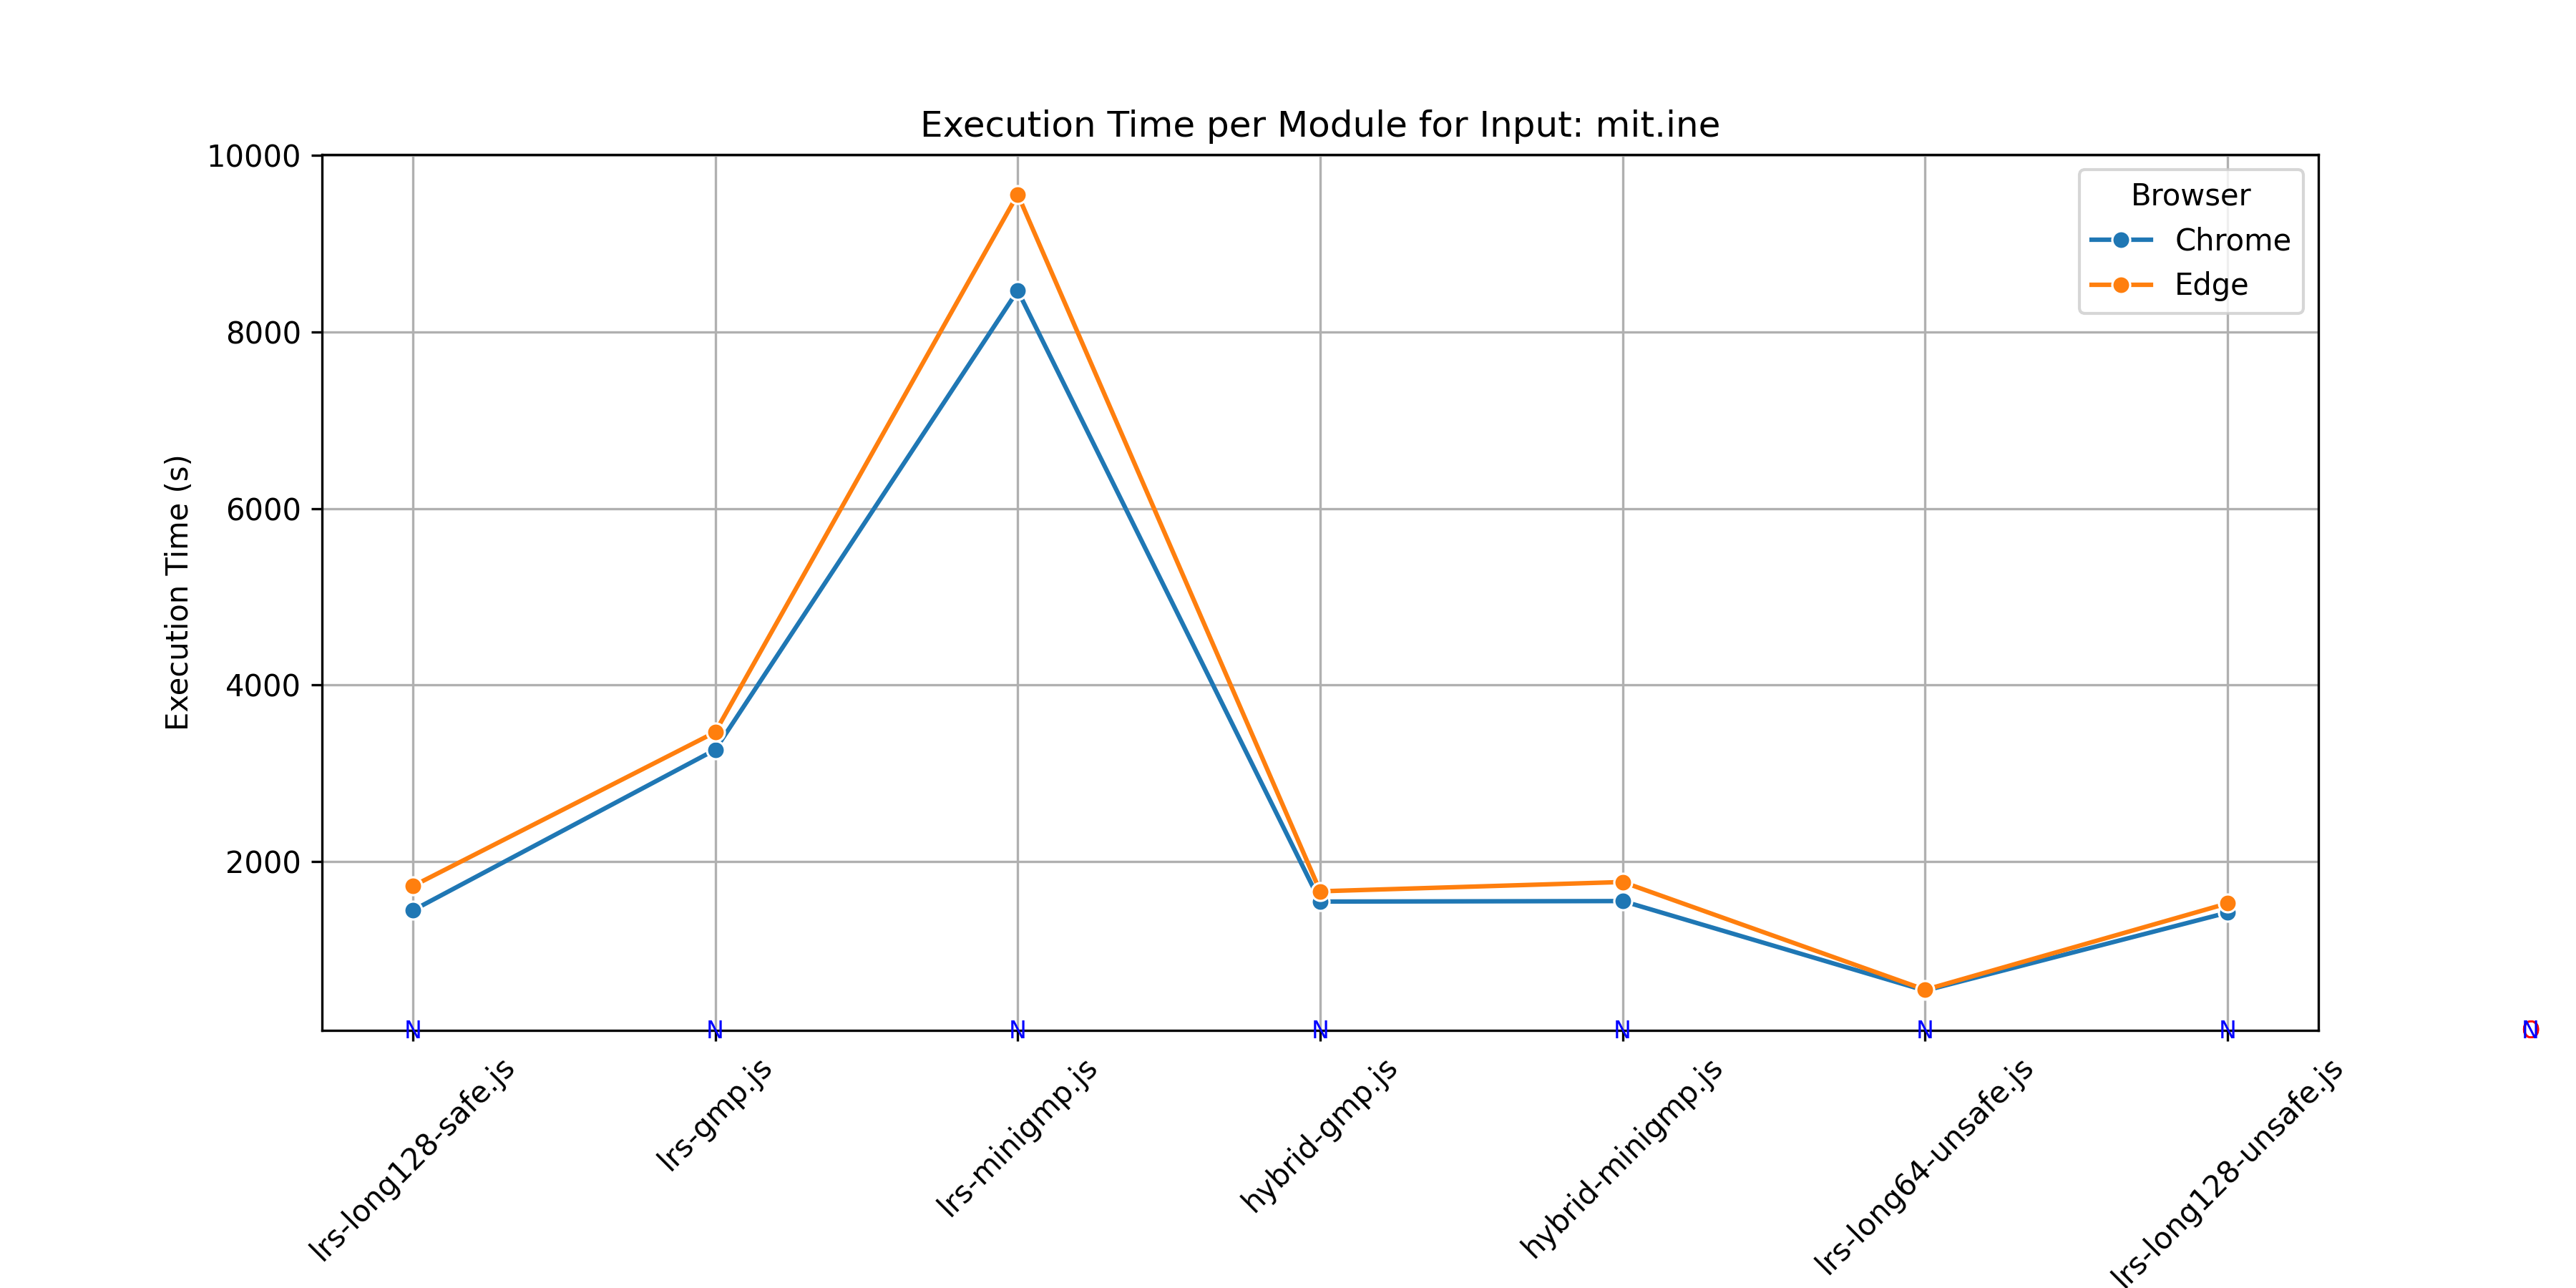 Execution Time per Module for Input: mit.ine
10000
8000
6000
4000
2000
Execution Time (s)
Browser
Chrome
Edge
N N N N N N N
O
N
lrs-long128-safe.js
lrs-gmp.js
lrs-minigmp.js
hybrid-gmp.js
hybrid-minigmp.js
lrs-long64-unsafe.js
lrs-long128-unsafe.js